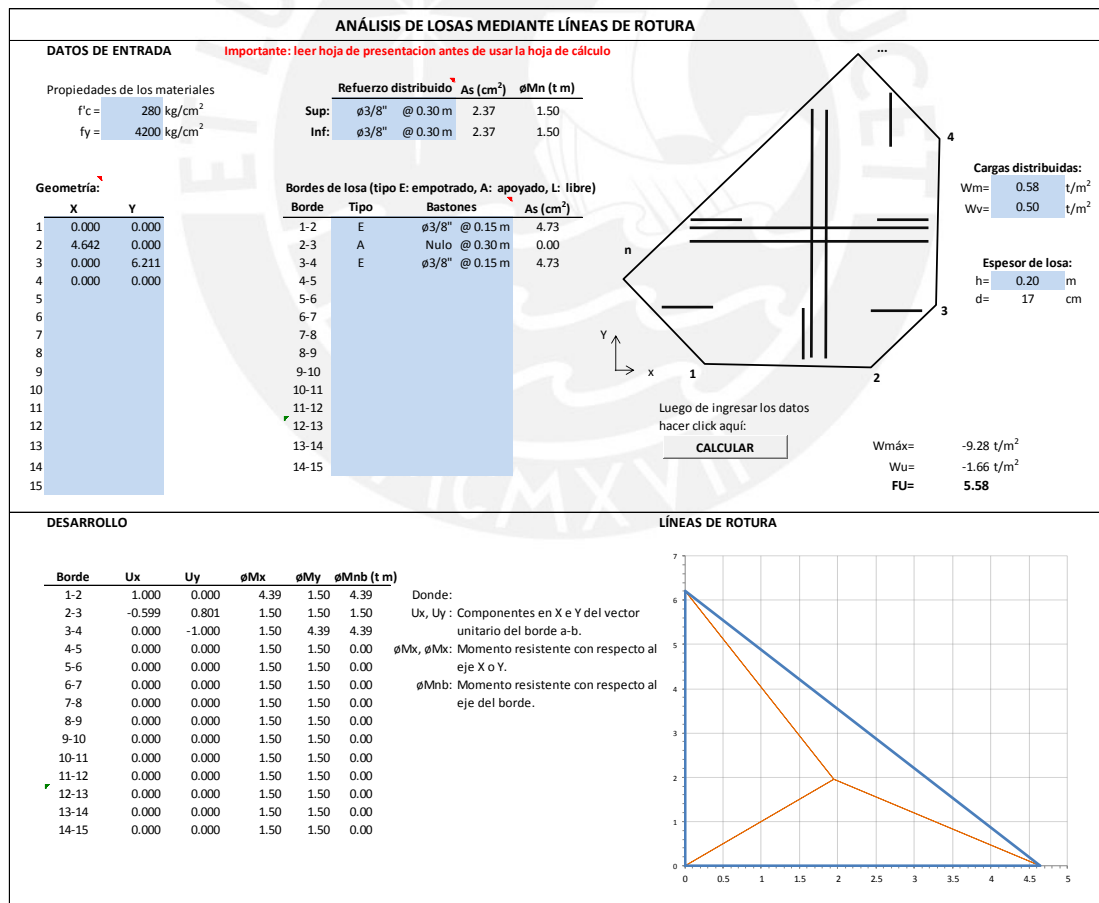 ANÁLISIS DE LOSAS MEDIANTE LÍNEAS DE ROTURA
DATOS DE ENTRADA Importante: leer hoja de presentacion antes de usar la hoja de cálculo
Propiedades de los materiales
f'c = 280 kg/cm²
fy = 4200 kg/cm²
Refuerzo distribuido As (cm²) øMn (t m)
Sup: ø3/8" @ 0.30 m 2.37 1.50
Inf: ø3/8" @ 0.30 m 2.37 1.50
Geometría:
X Y
1 0.000 0.000
2 4.642 0.000
3 0.000 6.211
4 0.000 0.000
5
6
7
8
9
10
11
12
13
14
15
Bordes de losa (tipo E: empotrado, A: apoyado, L: libre)
Borde Tipo Bastones As (cm²)
1-2 E ø3/8" @ 0.15 m 4.73
2-3 A Nulo @ 0.30 m 0.00
3-4 E ø3/8" @ 0.15 m 4.73
4-5
5-6
6-7
7-8
8-9
9-10
10-11
11-12
12-13
13-14
14-15
...
4
n
3
Y
x
1
2
Cargas distribuidas:
Wm= 0.58 t/m²
Wv= 0.50 t/m²
Espesor de losa:
h= 0.20 m
d= 17 cm
Luego de ingresar los datos
hacer click aquí:
CALCULAR
Wmáx= -9.28 t/m²
Wu= -1.66 t/m²
FU= 5.58
DESARROLLO
Borde Ux Uy øMx øMy øMnb (t m)
1-2 1.000 0.000 4.39 1.50 4.39
2-3 -0.599 0.801 1.50 1.50 1.50
3-4 0.000 -1.000 1.50 4.39 4.39
4-5 0.000 0.000 1.50 1.50 0.00
5-6 0.000 0.000 1.50 1.50 0.00
6-7 0.000 0.000 1.50 1.50 0.00
7-8 0.000 0.000 1.50 1.50 0.00
8-9 0.000 0.000 1.50 1.50 0.00
9-10 0.000 0.000 1.50 1.50 0.00
10-11 0.000 0.000 1.50 1.50 0.00
11-12 0.000 0.000 1.50 1.50 0.00
12-13 0.000 0.000 1.50 1.50 0.00
13-14 0.000 0.000 1.50 1.50 0.00
14-15 0.000 0.000 1.50 1.50 0.00
Donde:
Ux, Uy : Componentes en X e Y del vector
unitario del borde a-b.
øMx, øMx: Momento resistente con respecto al
eje X o Y.
øMnb: Momento resistente con respecto al
eje del borde.
LÍNEAS DE ROTURA
7
6
5
4
3
2
1
0
0 0.5 1 1.5 2 2.5 3 3.5 4 4.5 5